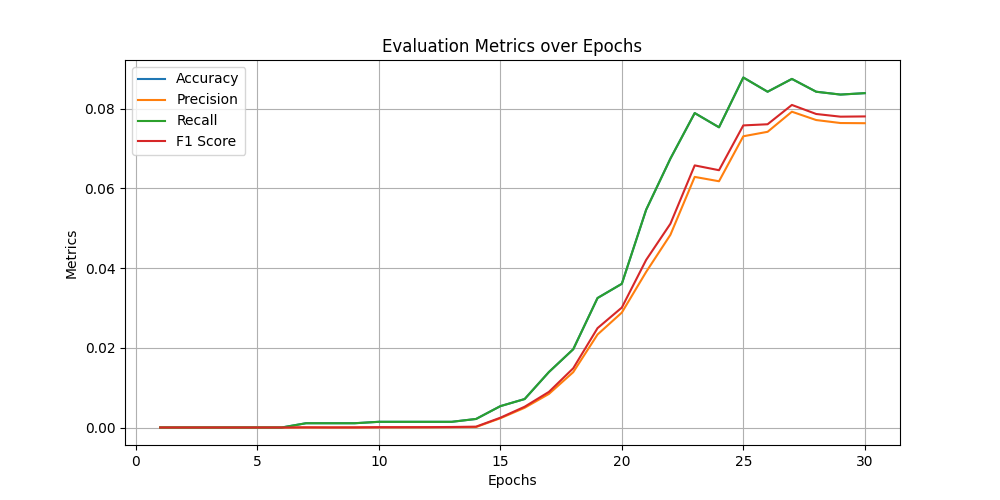 Evaluation Metrics over Epochs
Accuracy
Precision
Recall
F1 Score
Metrics
0.08
0.06
0.04
0.02
0.00
0 5 10 15 20 25 30
Epochs